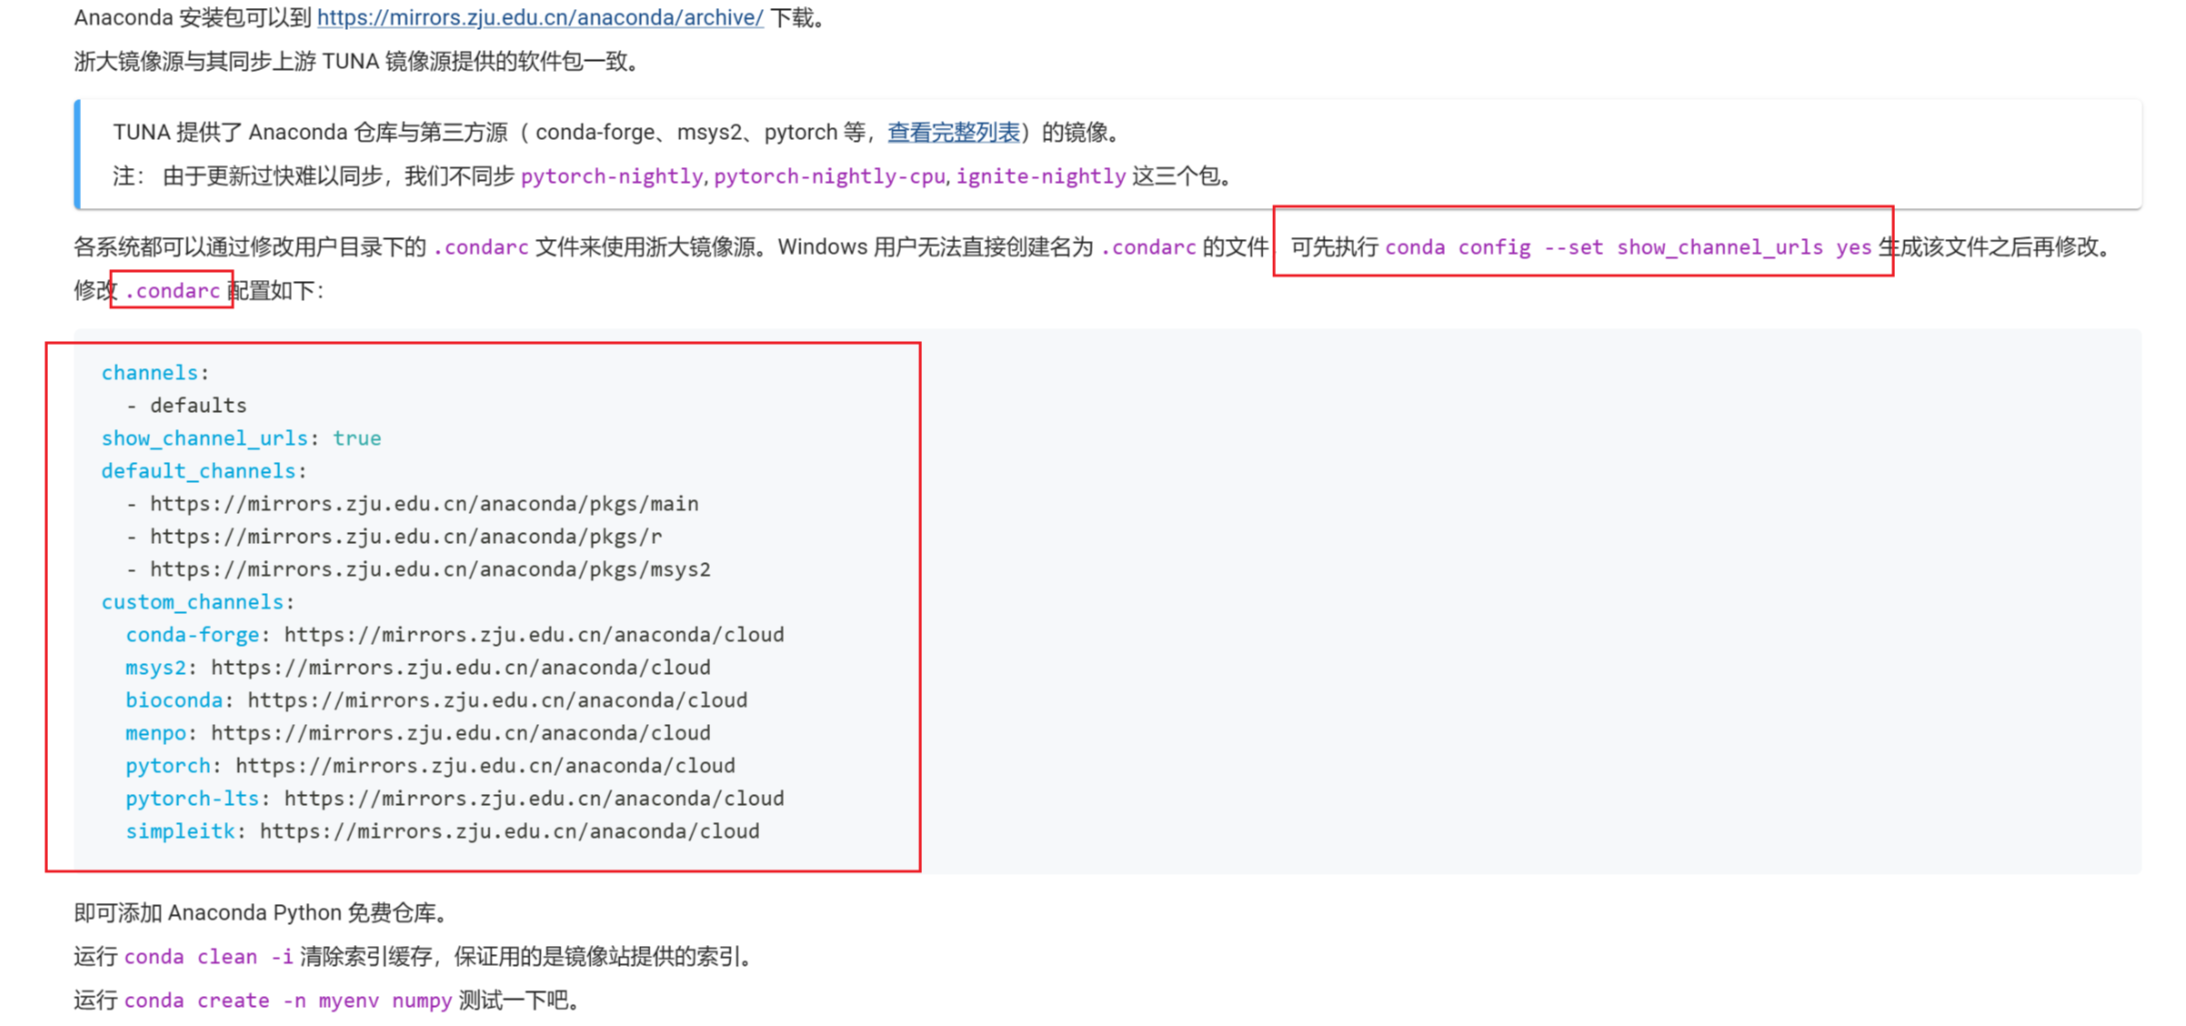 Anaconda 安装包可以到 https://mirrors.zju.edu.cn/anaconda/archive/ 下载。
浙大镜像源与其同步上游 TUNA 镜像源提供的软件包一致。
TUNA 提供了 Anaconda 仓库与第三方源（ conda-forge、msys2、pytorch 等，查看完整列表）的镜像。
注： 由于更新过快难以同步，我们不同步 pytorch-nightly, pytorch-nightly-cpu, ignite-nightly 这三个包。
各系统都可以通过修改用户目录下的 .condarc 文件来使用浙大镜像源。Windows 用户无法直接创建名为 .condarc 的文件，可先执行 conda config --set show_channel_urls yes 生成该文件之后再修改。
修改 .condarc 配置如下：
channels:
  - defaults
show_channel_urls: true
default_channels:
  - https://mirrors.zju.edu.cn/anaconda/pkgs/main
  - https://mirrors.zju.edu.cn/anaconda/pkgs/r
  - https://mirrors.zju.edu.cn/anaconda/pkgs/msys2
custom_channels:
  conda-forge: https://mirrors.zju.edu.cn/anaconda/cloud
  msys2: https://mirrors.zju.edu.cn/anaconda/cloud
  bioconda: https://mirrors.zju.edu.cn/anaconda/cloud
  menpo: https://mirrors.zju.edu.cn/anaconda/cloud
  pytorch: https://mirrors.zju.edu.cn/anaconda/cloud
  pytorch-lts: https://mirrors.zju.edu.cn/anaconda/cloud
  simpleitk: https://mirrors.zju.edu.cn/anaconda/cloud
即可添加 Anaconda Python 免费仓库。
运行 conda clean -i 清除索引缓存，保证用的是镜像站提供的索引。
运行 conda create -n myenv numpy 测试一下吧。